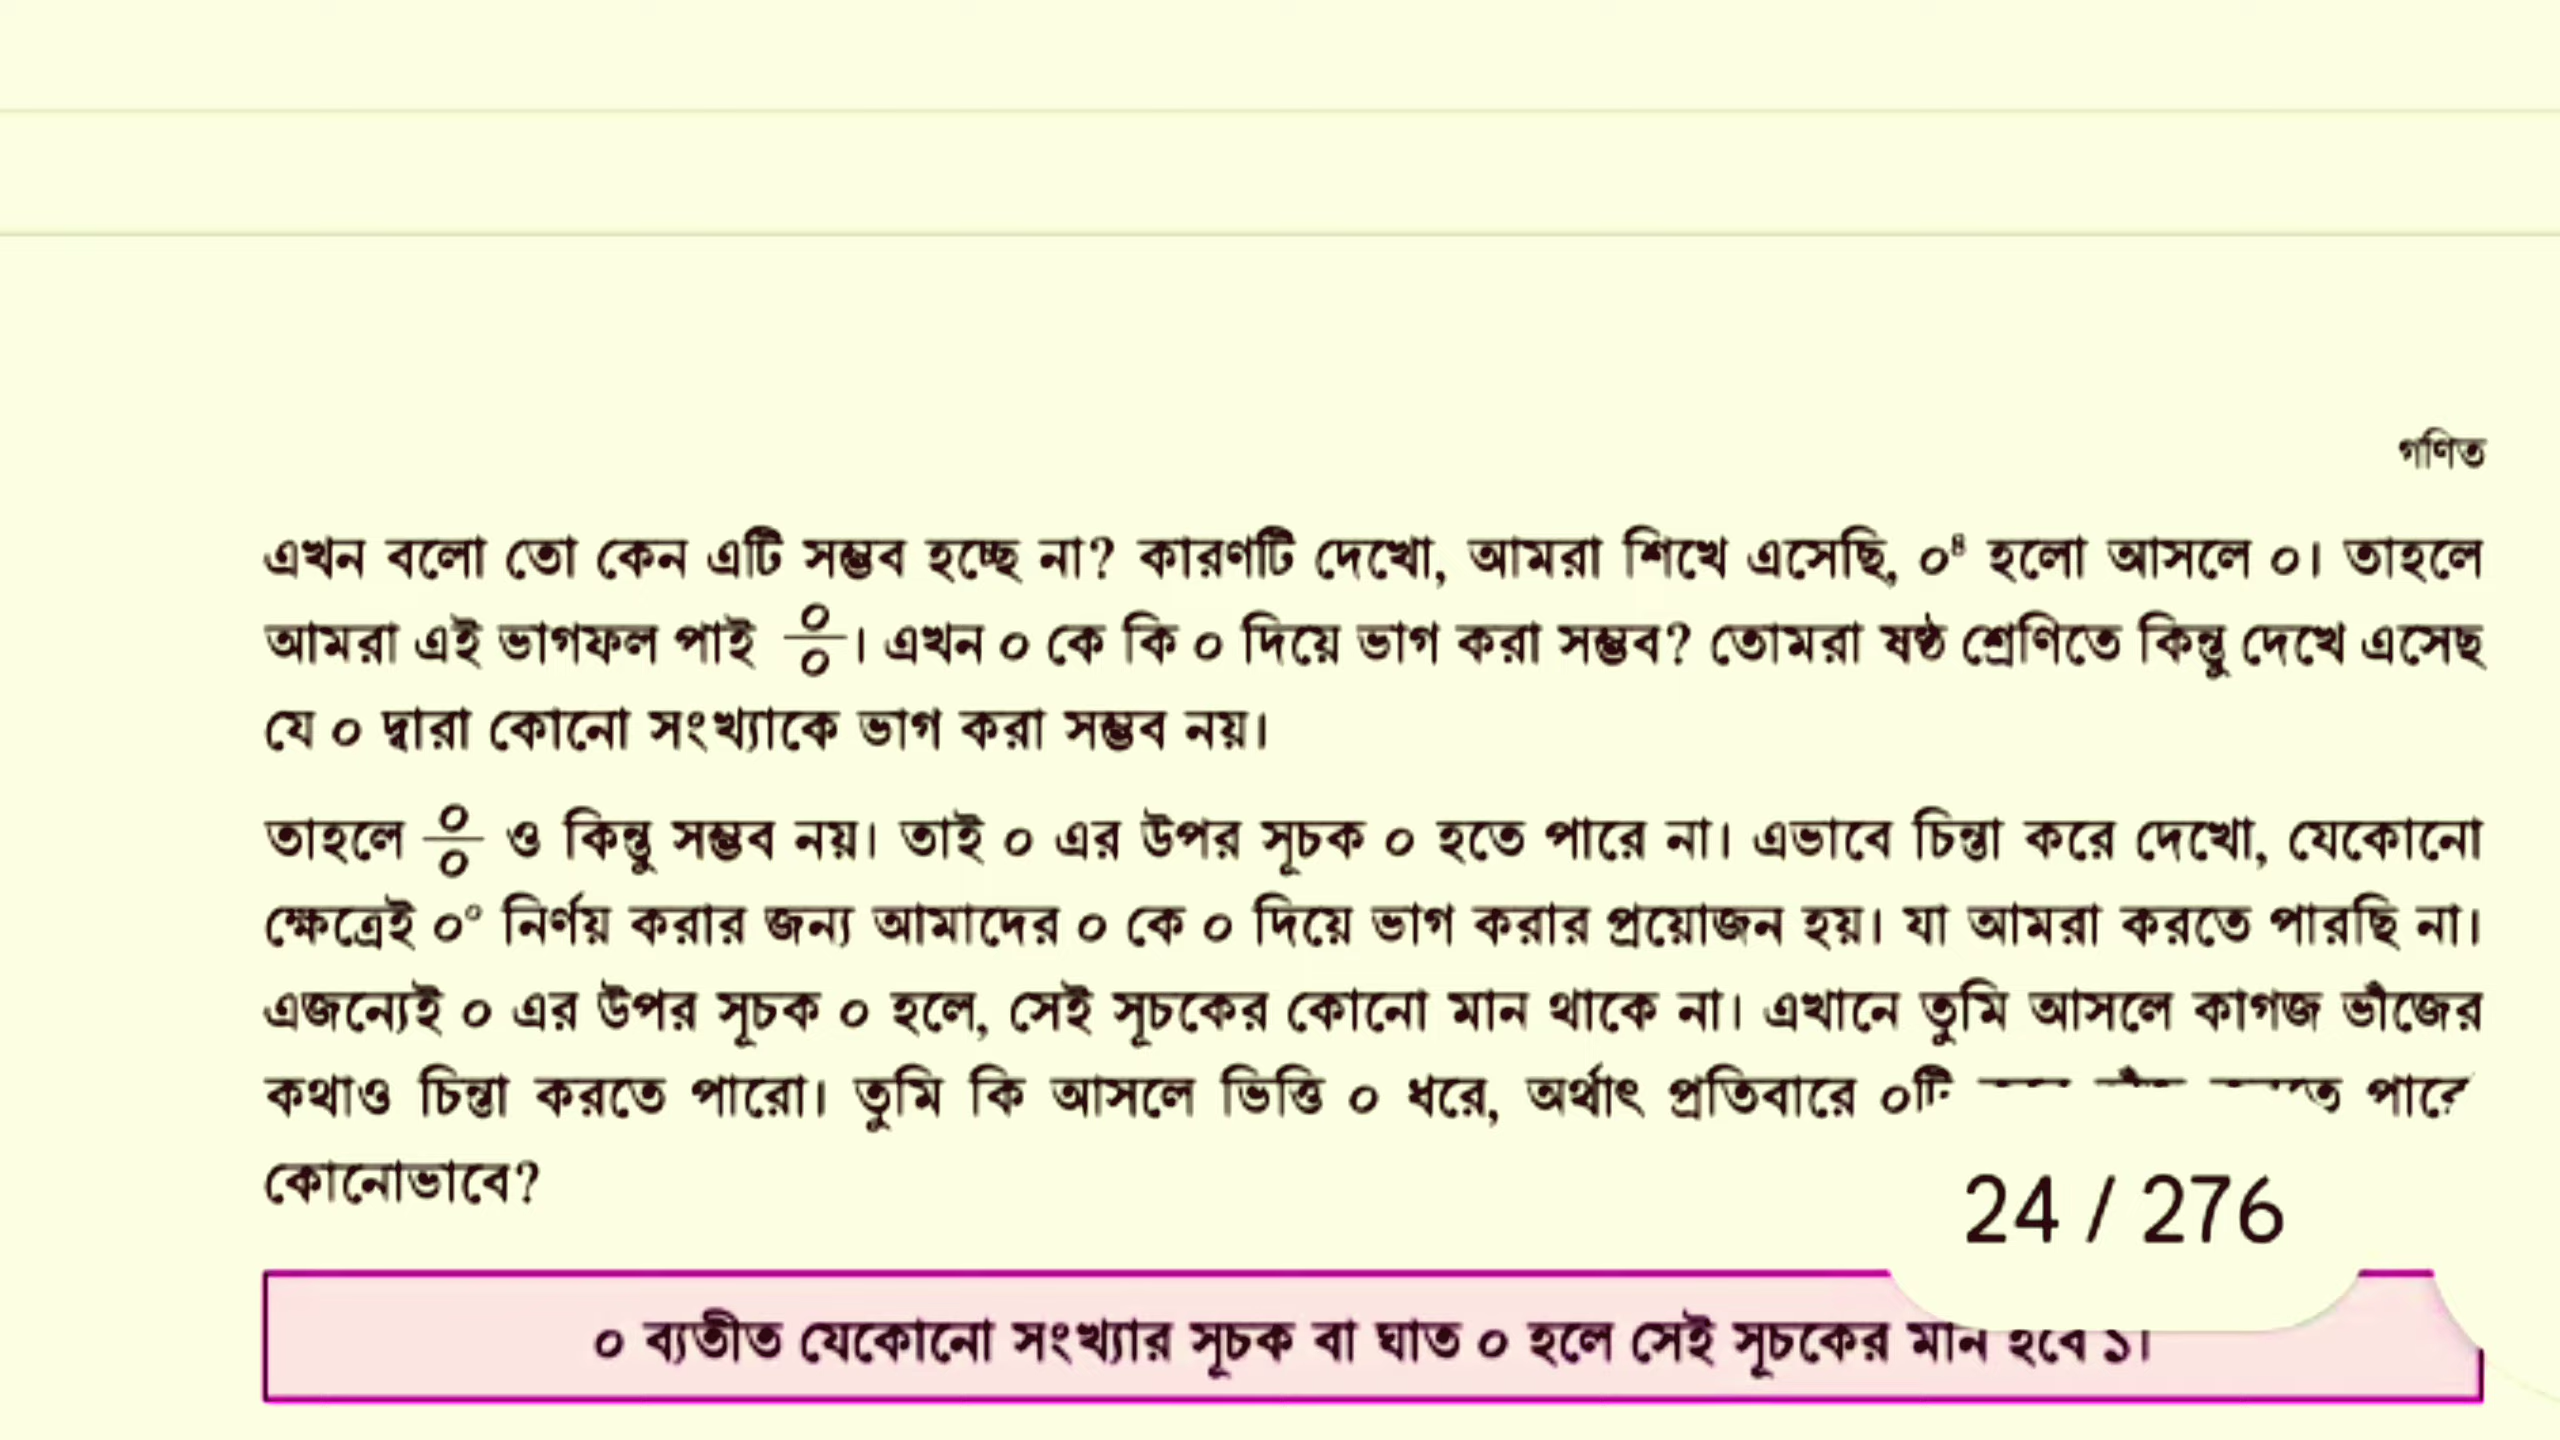 গণিত
এখন বলো তো কেন এটি সম্ভব হচ্ছে না? কারণটি দেখো, আমরা শিখে এসেছি, ০⁪⁸ হলো আসলে ০। তাহলে
আমরা এই ভাগফল পাই ০/০। এখন ০ কে কি ০ দিয়ে ভাগ করা সম্ভব? তোমরা ষষ্ঠ শ্রেণিতে কিন্তু দেখে এসেছ
যে ০ দ্বারা কোনো সংখ্যাকে ভাগ করা সম্ভব নয়।
তাহলে ০/০ ও কিন্তু সম্ভব নয়। তাই ০ এর উপর সূচক ০ হতে পারে না। এভাবে চিন্তা করে দেখো, যেকোনো
ক্ষেত্রেই ০° নির্ণয় করার জন্য আমাদের ০ কে ০ দিয়ে ভাগ করার প্রয়োজন হয়। যা আমরা করতে পারছি না।
এজন্যেই ০ এর উপর সূচক ০ হলে, সেই সূচকের কোনো মান থাকে না। এখানে তুমি আসলে কাগজ ভাঁজের
কথাও চিন্তা করতে পারো। তুমি কি আসলে ভিত্তি ০ ধরে, অর্থাৎ প্রতিবারে ০টি
কোনোভাবে?
24 / 276
০ ব্যতীত যেকোনো সংখ্যার সূচক বা ঘাত ০ হলে সেই সূচকের মান হবে ১।